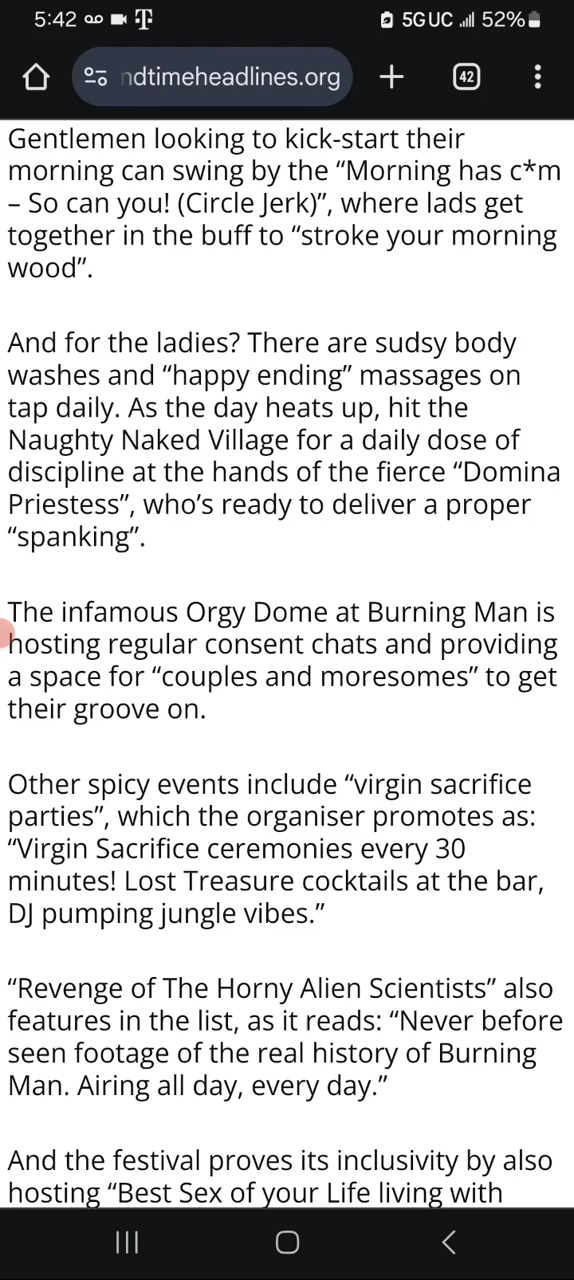 5:42
5G UC
52%
ndtimeheadlines.org
42
Gentlemen looking to kick-start their
morning can swing by the “Morning has c*m
– So can you! (Circle Jerk)”, where lads get
together in the buff to “stroke your morning
wood”.
And for the ladies? There are sudsy body
washes and “happy ending” massages on
tap daily. As the day heats up, hit the
Naughty Naked Village for a daily dose of
discipline at the hands of the fierce “Domina
Priestess”, who’s ready to deliver a proper
“spanking”.
The infamous Orgy Dome at Burning Man is
hosting regular consent chats and providing
a space for “couples and moresomes” to get
their groove on.
Other spicy events include “virgin sacrifice
parties”, which the organiser promotes as:
“Virgin Sacrifice ceremonies every 30
minutes! Lost Treasure cocktails at the bar,
DJ pumping jungle vibes.”
“Revenge of The Horny Alien Scientists” also
features in the list, as it reads: “Never before
seen footage of the real history of Burning
Man. Airing all day, every day.”
And the festival proves its inclusivity by also
hosting “Best Sex of your Life living with